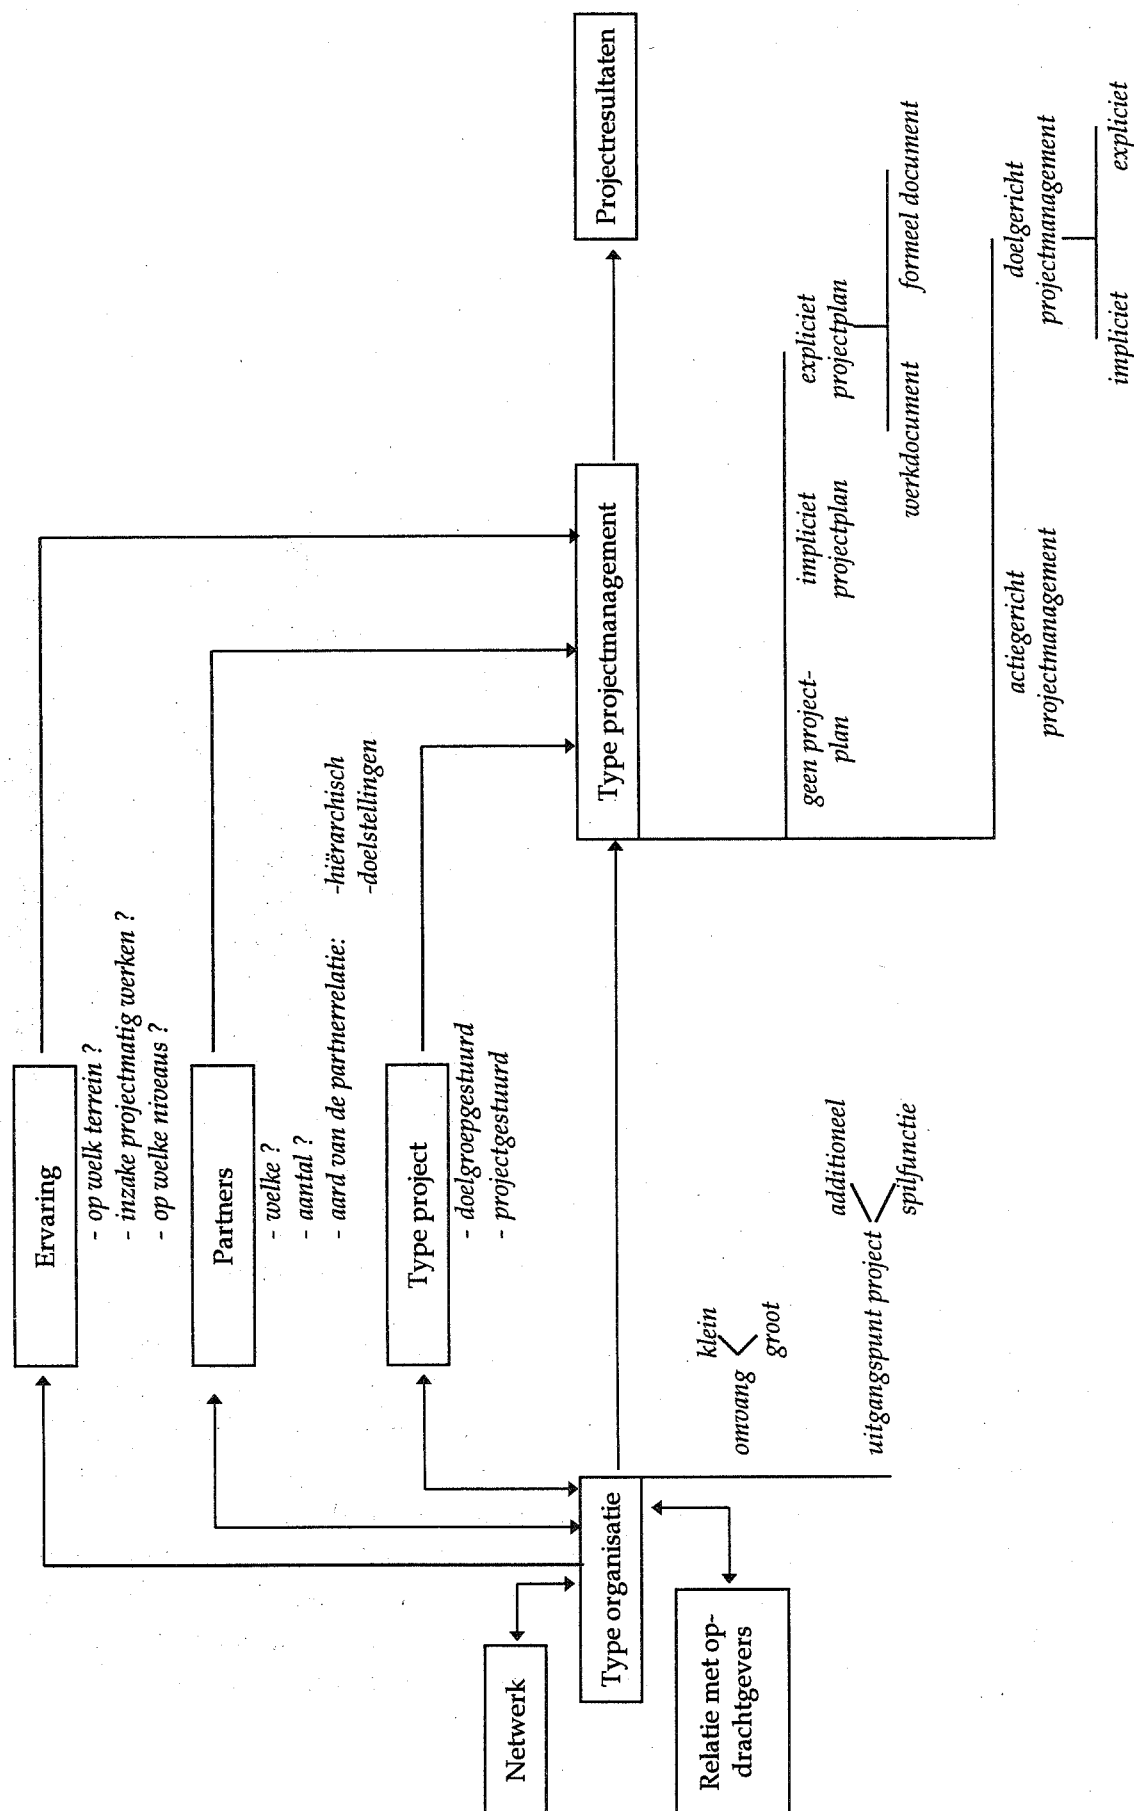 Ervaring
- op welk terrein ?
- inzake projectmatig werken ?
- op welke niveaus ?
Partners
- welke ?
- aantal ?
- aard van de partnerrelatie:
-hiërarchisch
-doelstellingen
Type project
- doelgroepgestuurd
- projectgestuurd
Netwerk
Type organisatie
Relatie met op-
drachtgevers
omvang
klein
groot
uitgangspunt project
additioneel
spilfunctie
Type projectmanagement
Projectresultaten
geen project-
plan
impliciet
projectplan
expliciet
projectplan
werkdocument
formeel document
actiegericht
projectmanagement
doelgericht
projectmanagement
impliciet
expliciet